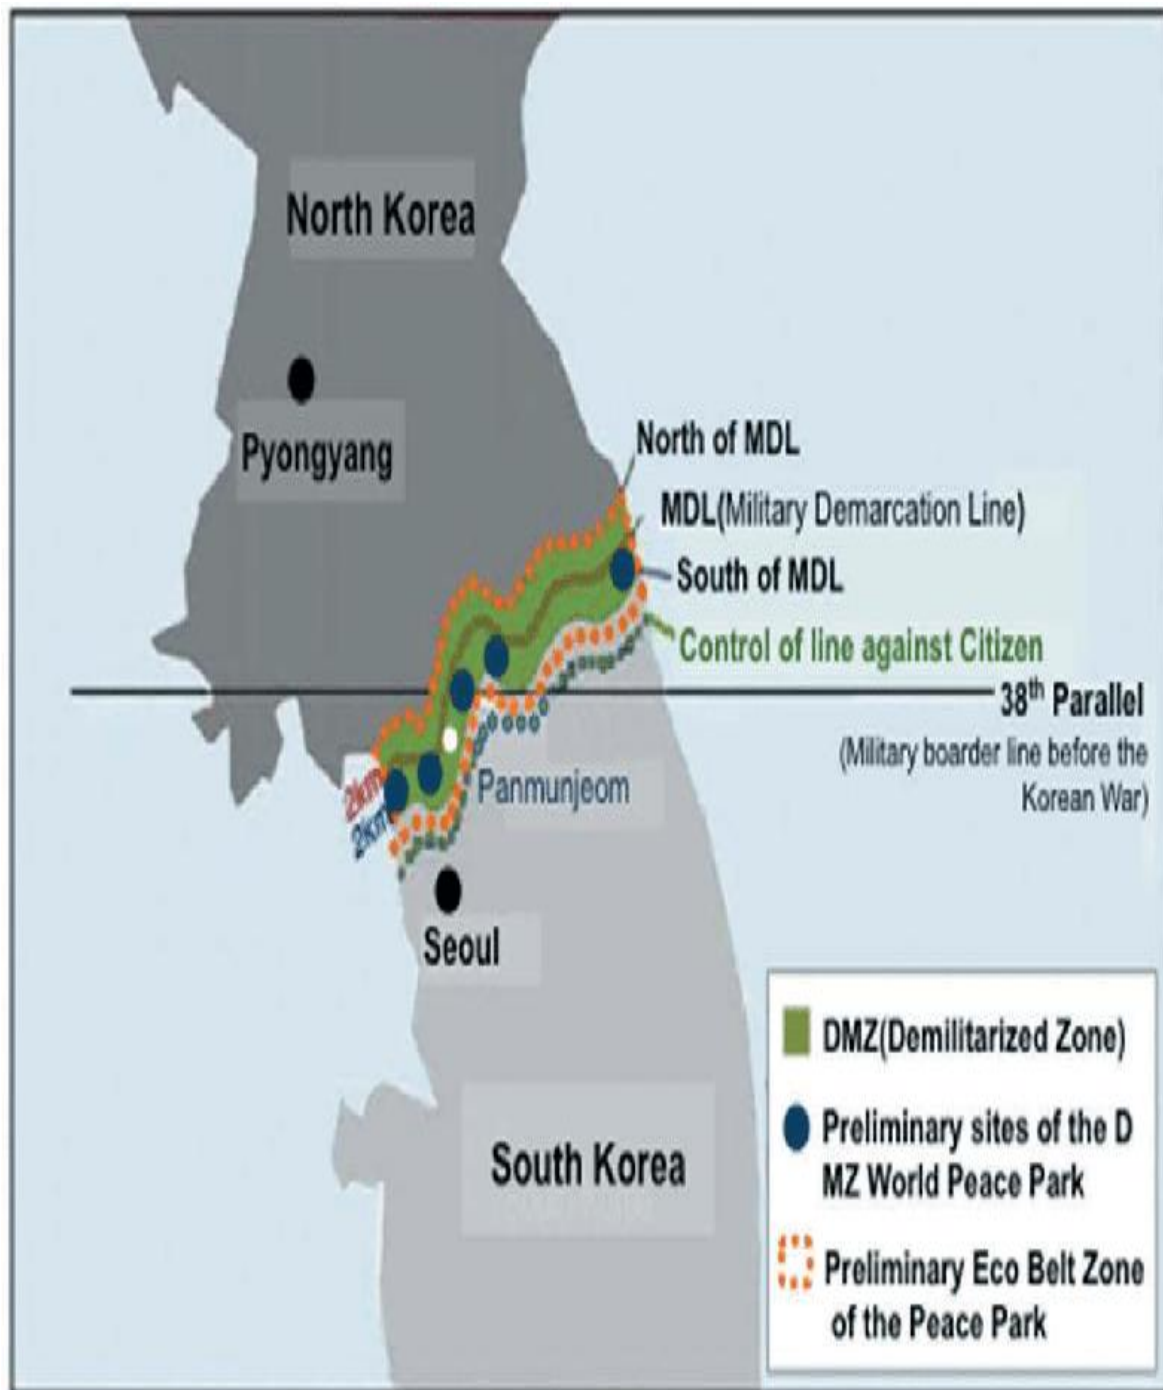 North Korea
Pyongyang
North of MDL
MDL(Military Demarcation Line)
South of MDL
Control of line against Citizen
38th Parallel
(Military boarder line before the
Korean War)
2km
2km
Panmunjeom
Seoul
South Korea
DMZ(Demilitarized Zone)
Preliminary sites of the D
MZ World Peace Park
Preliminary Eco Belt Zone
of the Peace Park